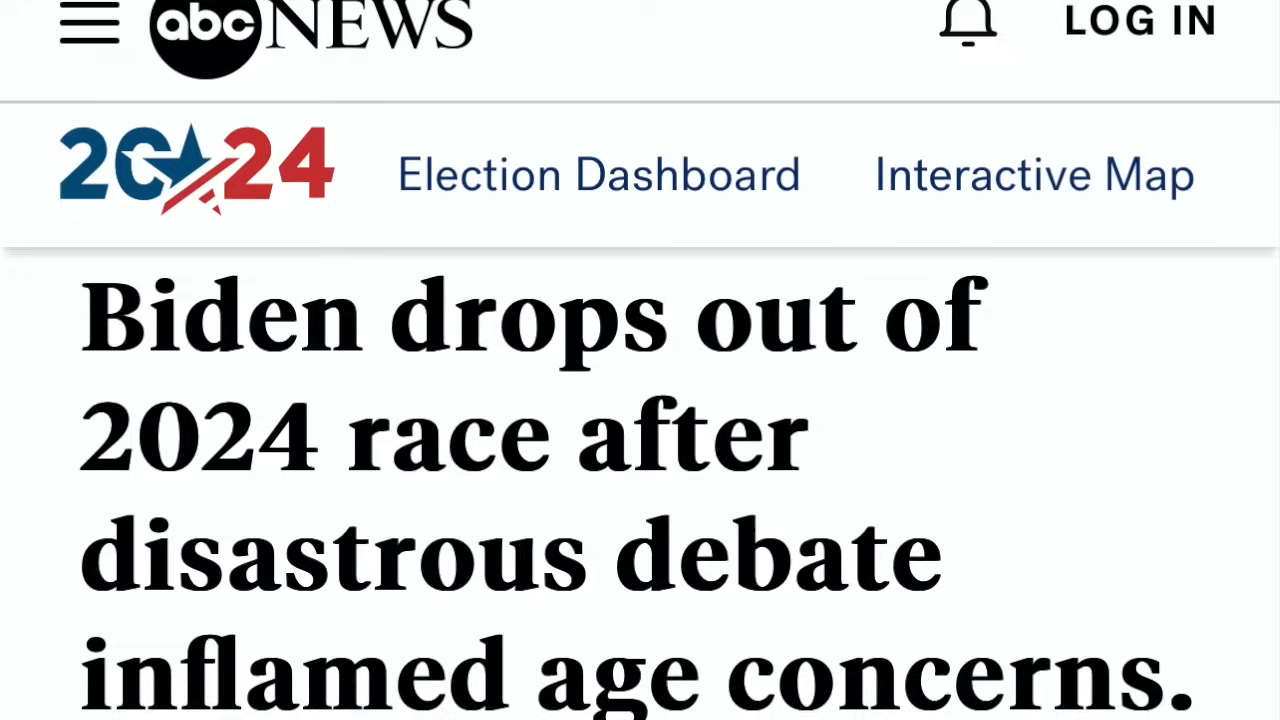 abc NEWS LOG IN
2024 Election Dashboard Interactive Map
Biden drops out of
2024 race after
disastrous debate
inflamed age concerns.